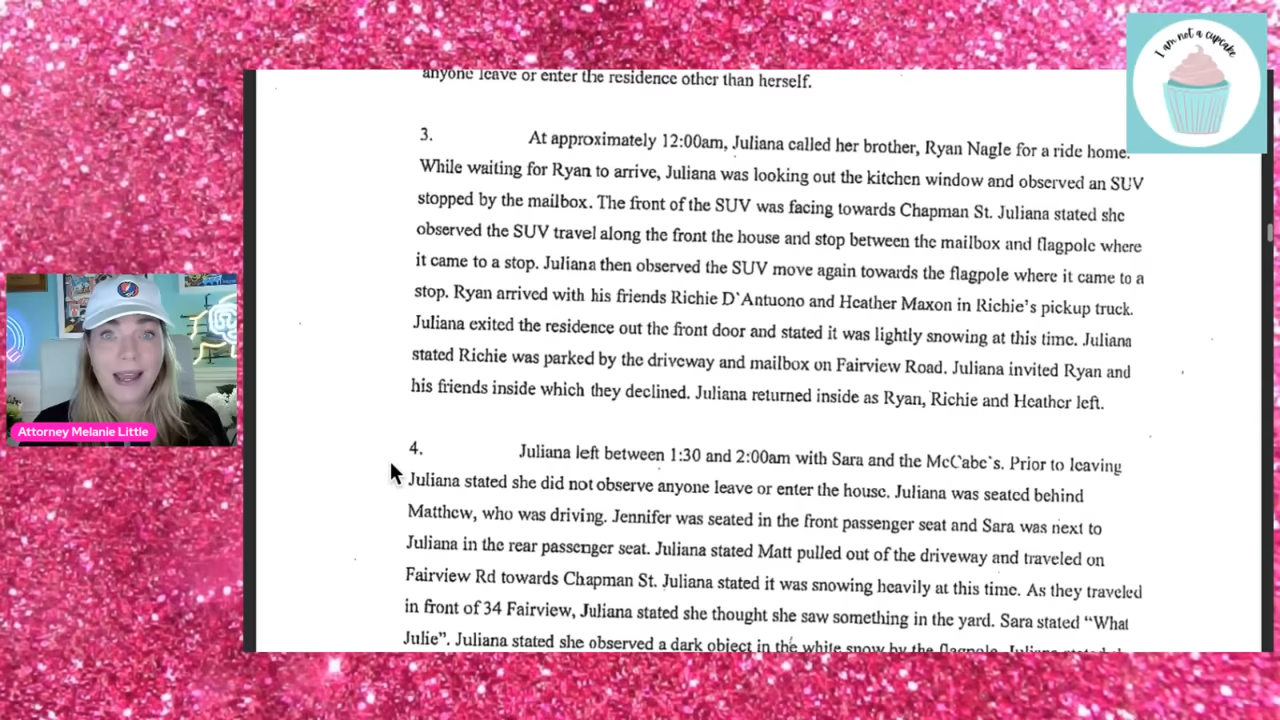 I am not a cupcake
anyone leave or enter the residence other than herself.
3. At approximately 12:00am, Juliana called her brother, Ryan Nagle for a ride home.
While waiting for Ryan to arrive, Juliana was looking out the kitchen window and observed an SUV
stopped by the mailbox. The front of the SUV was facing towards Chapman St. Juliana stated she
observed the SUV travel along the front the house and stop between the mailbox and flagpole where
it came to a stop. Juliana then observed the SUV move again towards the flagpole where it came to a
stop. Ryan arrived with his friends Richie D`Antuono and Heather Maxon in Richie's pickup truck.
Juliana exited the residence out the front door and stated it was lightly snowing at this time. Juliana
stated Richie was parked by the driveway and mailbox on Fairview Road. Juliana invited Ryan and
his friends inside which they declined. Juliana returned inside as Ryan, Richie and Heather left.
4. Juliana left between 1:30 and 2:00am with Sara and the McCabe's. Prior to leaving
Juliana stated she did not observe anyone leave or enter the house. Juliana was seated behind
Matthew, who was driving. Jennifer was seated in the front passenger seat and Sara was next to
Juliana in the rear passenger seat. Juliana stated Matt pulled out of the driveway and traveled on
Fairview Rd towards Chapman St. Juliana stated it was snowing heavily at this time. As they traveled
in front of 34 Fairview, Juliana stated she thought she saw something in the yard. Sara stated “What
Julie”. Juliana stated she observed a dark object in the white snow by the flagpole.
Attorney Melanie Little